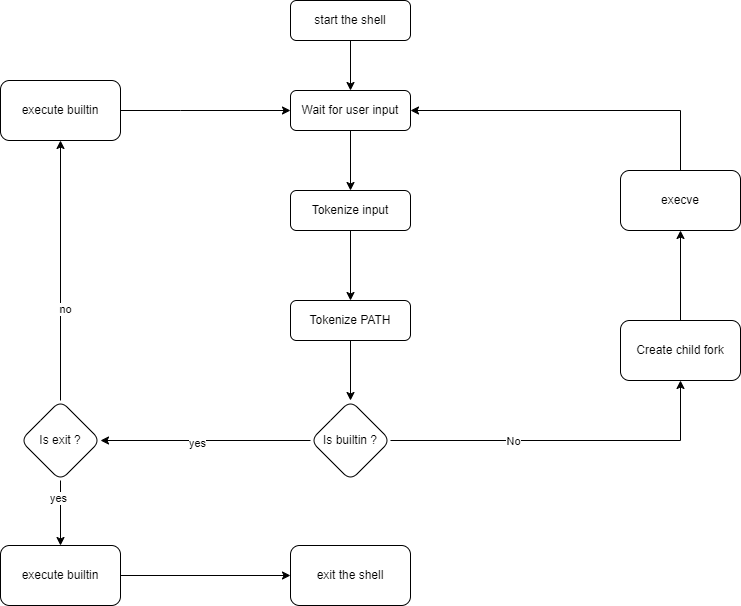 start the shell
execute builtin
Wait for user input
execve
Tokenize input
no
Tokenize PATH
Create child fork
Is exit ?
yes
Is builtin ?
No
yes
execute builtin
exit the shell